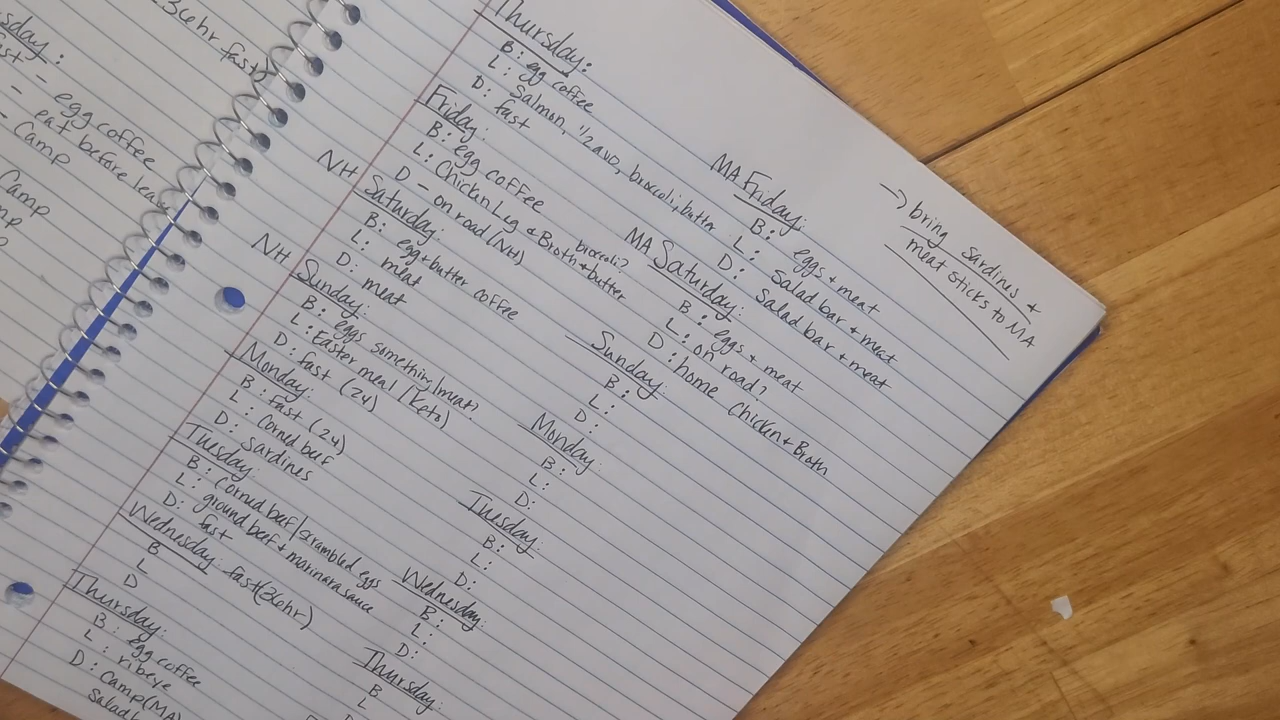 36hr fast)
sday:
st - egg coffee
- eat before leav
- Camp
Camp
Thursday:
B: egg coffee
L: Salmon, 1/2 avo, broccoli, butter
D: fast
Friday:
B: egg coffee
L: Chicken Leg & Broth + butter broccoli?
D - on road (NH)
NH Saturday:
B: egg + butter coffee
L: meat
D: meat
NH Sunday:
B: eggs something/meat?
L: Easter meal (Keto)
D: fast (24)
Monday:
B: Fast (24)
L: Corned beef
D: Sardines
Tuesday:
B: Corned beef/scrambled eggs
L: ground beef + marinara sauce
D: fast
Wednesday: fast (36hr)
B
L
D
Thursday:
B: egg coffee
L: ribeye
D: Camp (MA)
MA Friday:
B: eggs + meat
L: Salad bar + meat
D: Salad bar + meat
MA Saturday:
B: eggs + meat
L: on road?
D: home Chicken + Broth
Sunday:
B:
L:
D:
Monday:
B:
L:
D:
Tuesday:
B:
L:
D:
Wednesday:
B:
L:
D:
Thursday:
B
L
→ bring Sardines +
meat sticks to MA